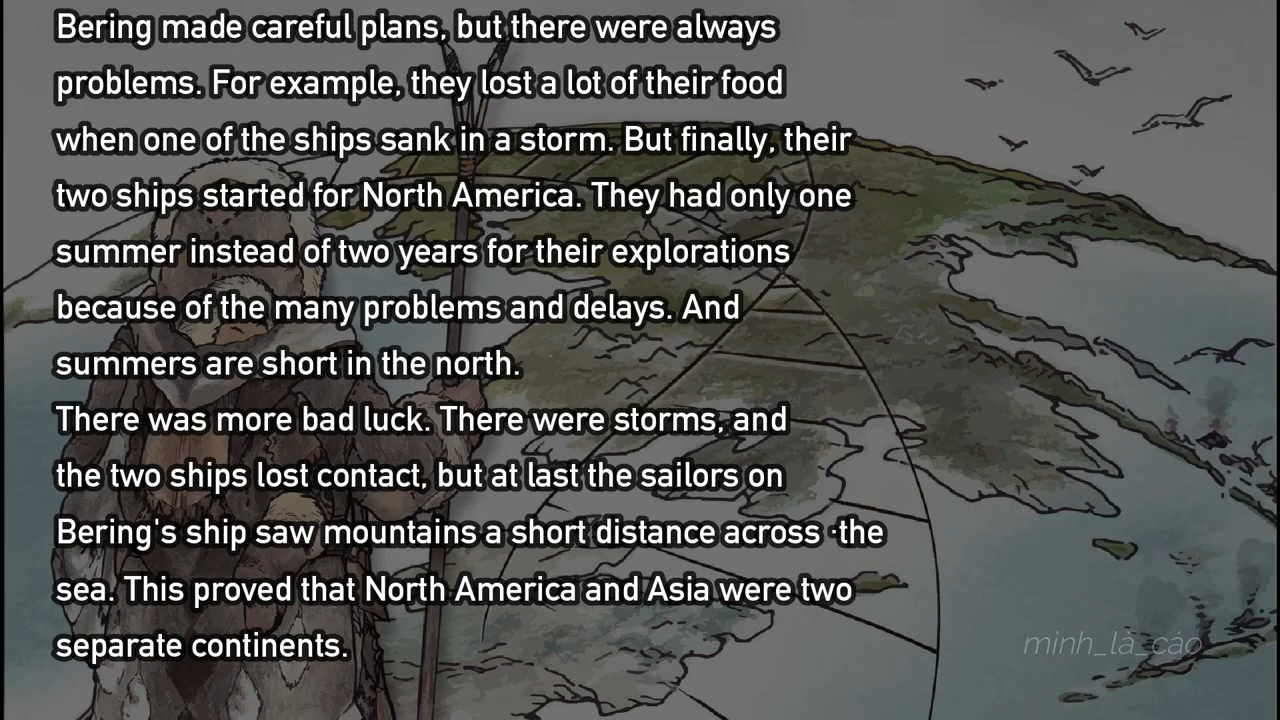 Bering made careful plans, but there were always
problems. For example, they lost a lot of their food
when one of the ships sank in a storm. But finally, their
two ships started for North America. They had only one
summer instead of two years for their explorations
because of the many problems and delays. And
summers are short in the north.
There was more bad luck. There were storms, and
the two ships lost contact, but at last the sailors on
Bering's ship saw mountains a short distance across ·the
sea. This proved that North America and Asia were two
separate continents.
minh_là_cáo